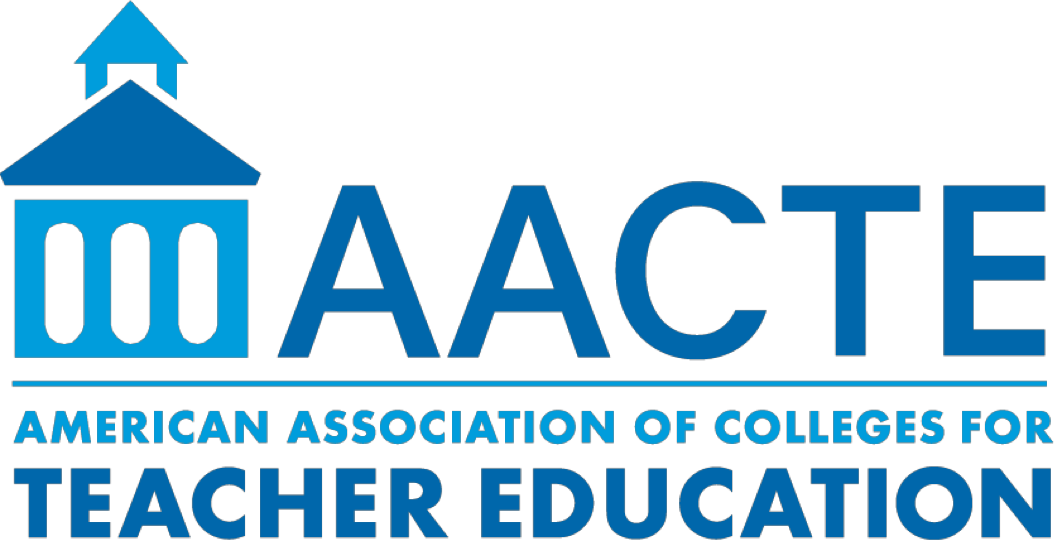 AACTE
AMERICAN ASSOCIATION OF COLLEGES FOR
TEACHER EDUCATION